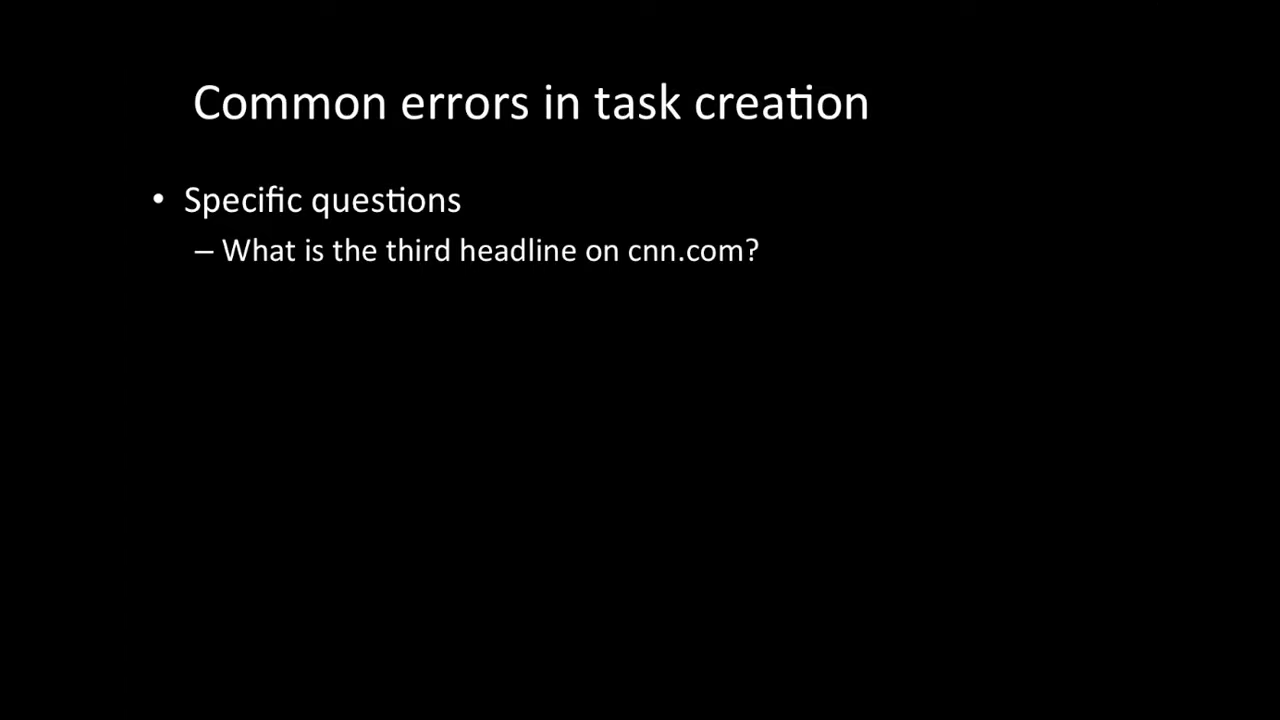 Common errors in task creation
• Specific questions
– What is the third headline on cnn.com?